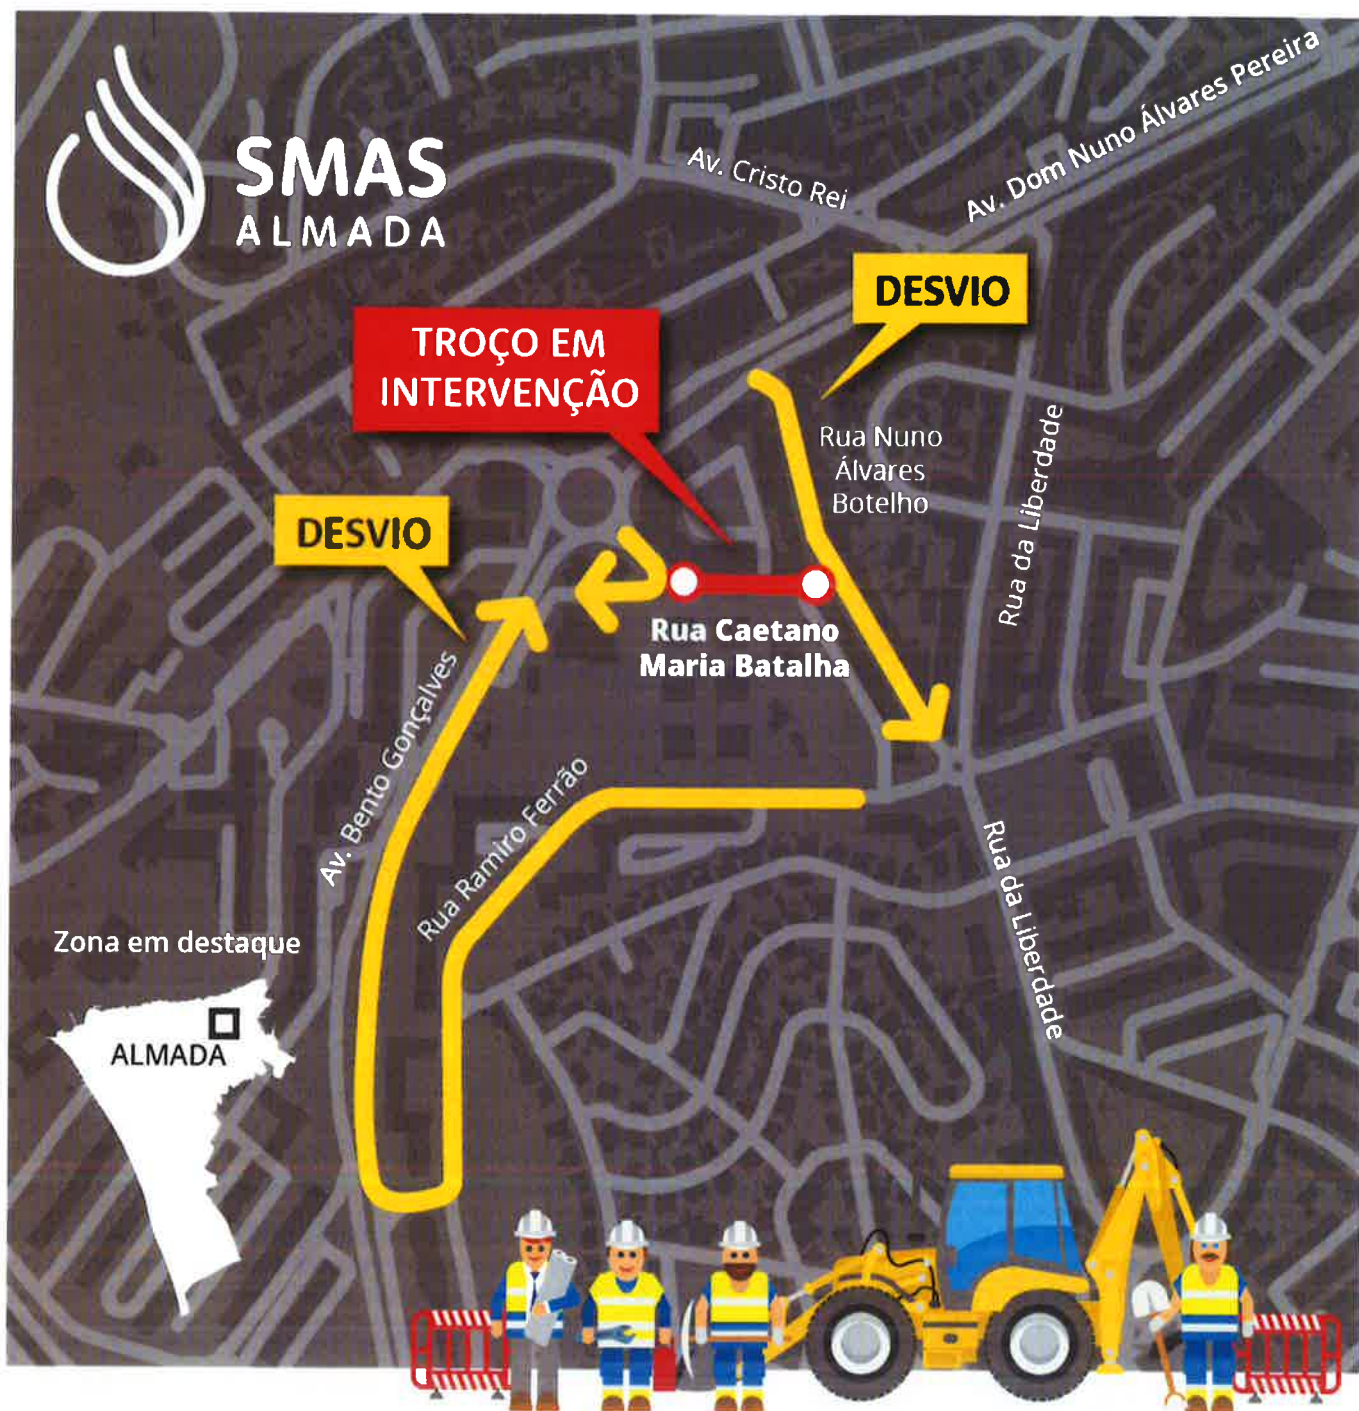 SMAS
ALMADA
Av. Cristo Rei
Av. Dom Nuno Álvares Pereira
DESVIO
TROÇO EM
INTERVENÇÃO
Rua Nuno
Álvares
Botelho
Rua da Liberdade
DESVIO
Rua Caetano
Maria Batalha
Av. Bento Gonçalves
Rua Ramiro Ferrão
Rua da Liberdade
Zona em destaque
ALMADA